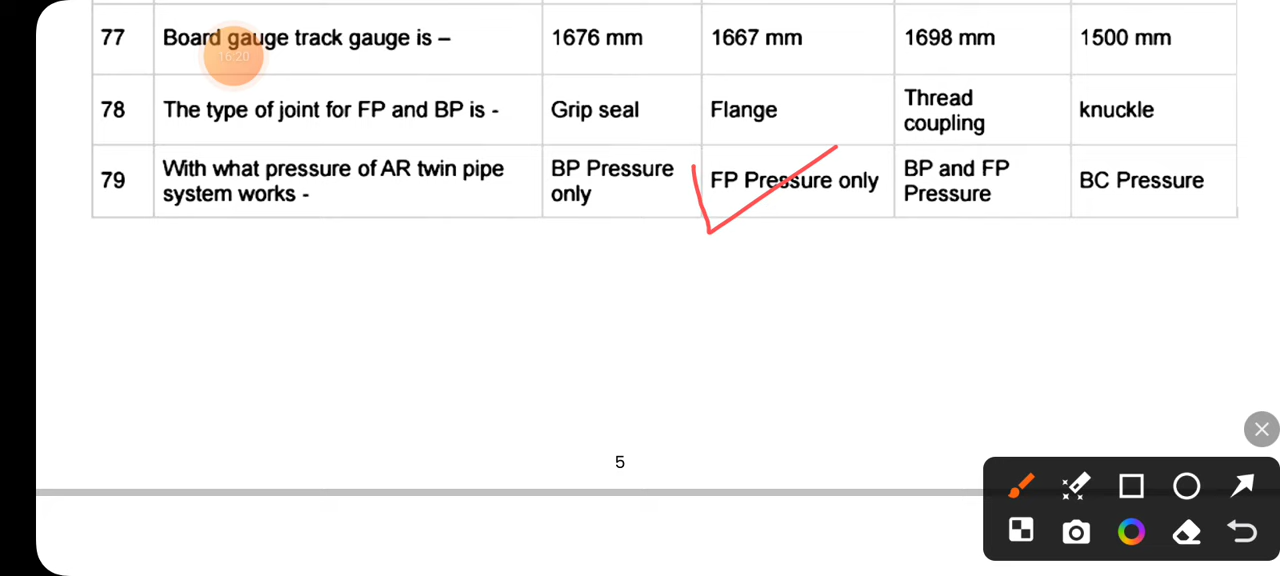 77 Board gauge track gauge is – 1676 mm 1667 mm 1698 mm 1500 mm
16:20
78 The type of joint for FP and BP is - Grip seal Flange Thread coupling knuckle
79 With what pressure of AR twin pipe system works - BP Pressure only FP Pressure only BP and FP Pressure BC Pressure
5